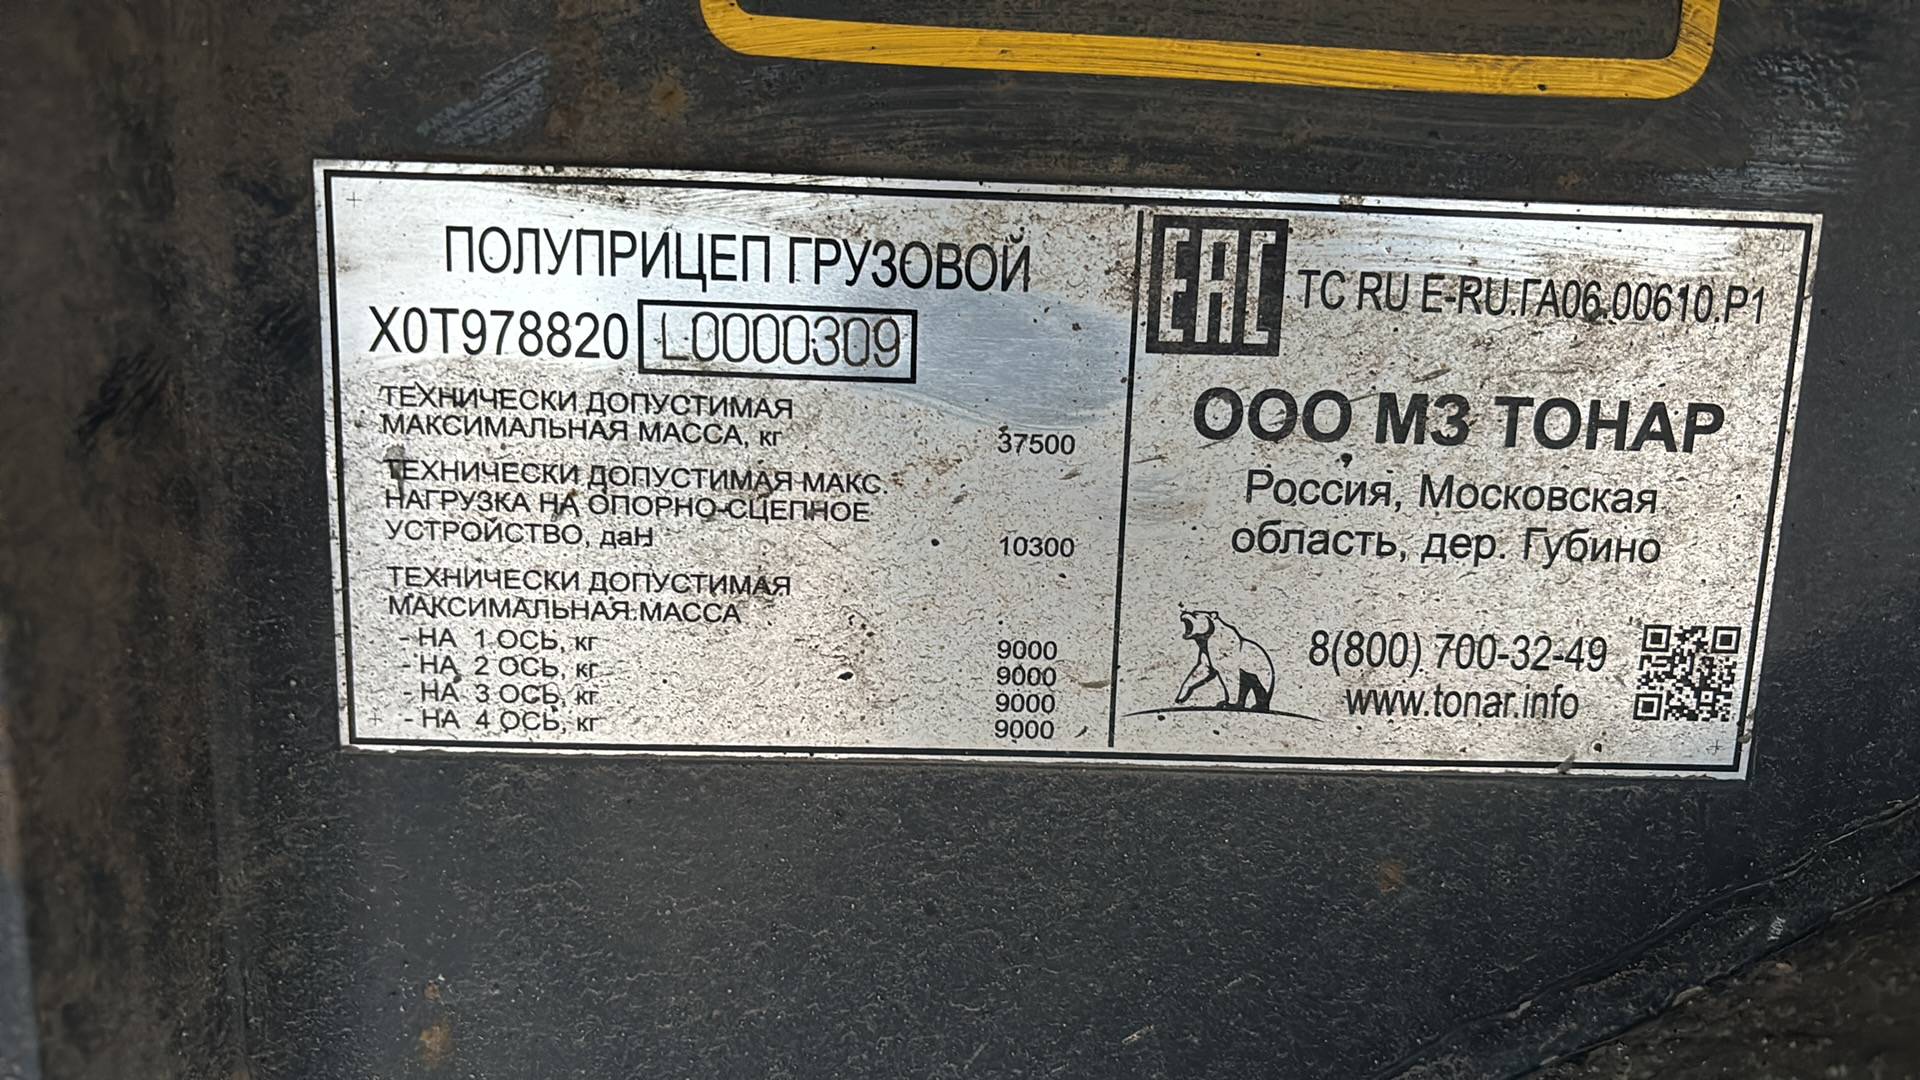 ПОЛУПРИЦЕП ГРУЗОВОЙ
X0T978820 L0000309
ТЕХНИЧЕСКИ ДОПУСТИМАЯ
МАКСИМАЛЬНАЯ МАССА, кг 37500
ТЕХНИЧЕСКИ ДОПУСТИМАЯ МАКС.
НАГРУЗКА НА ОПОРНО-СЦЕПНОЕ
УСТРОЙСТВО, даН 10300
ТЕХНИЧЕСКИ ДОПУСТИМАЯ
МАКСИМАЛЬНАЯ МАССА
- НА 1 ОСЬ, кг 9000
- НА 2 ОСЬ, кг 9000
- НА 3 ОСЬ, кг 9000
- НА 4 ОСЬ, кг 9000
EAC ТС RU E-RU.ГА06.00610.P1
ООО МЗ ТОНАР
Россия, Московская
область, дер. Губино
8(800) 700-32-49
www.tonar.info